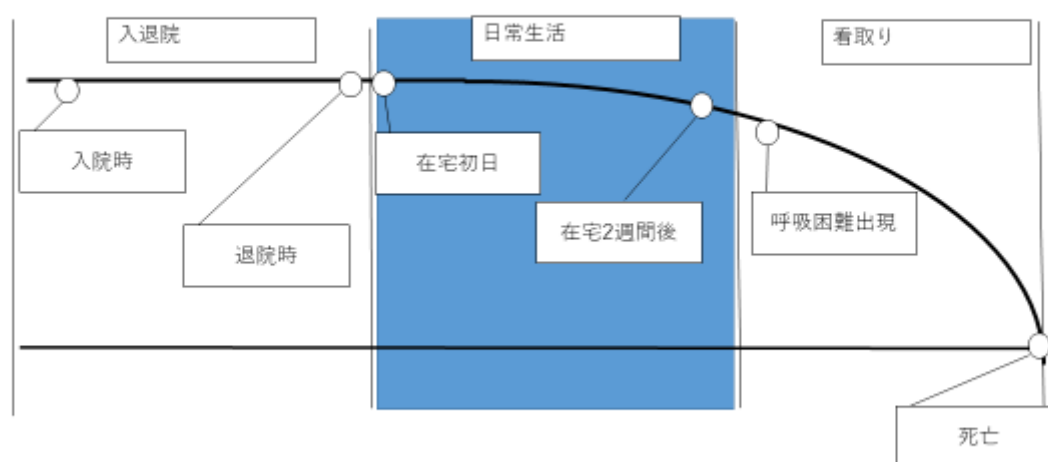 入退院
日常生活
看取り
入院時
在宅初日
退院時
在宅2週間後
呼吸困難出現
死亡